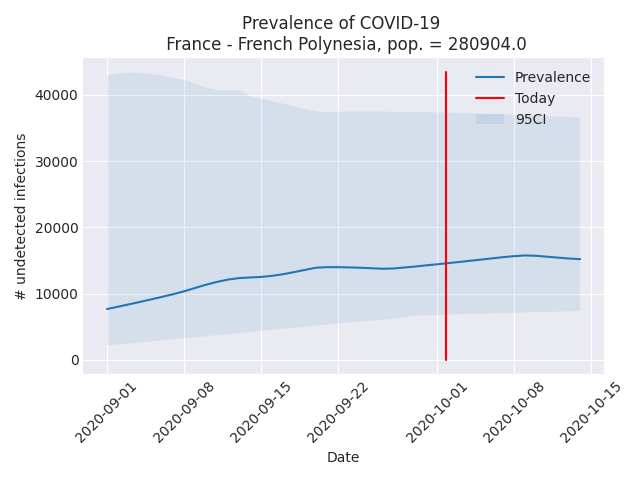 Prevalence of COVID-19
France - French Polynesia, pop. = 280904.0
Prevalence
Today
95CI
40000
30000
20000
10000
0
# undetected infections
2020-09-01
2020-09-08
2020-09-15
2020-09-22
2020-10-01
2020-10-08
2020-10-15
Date